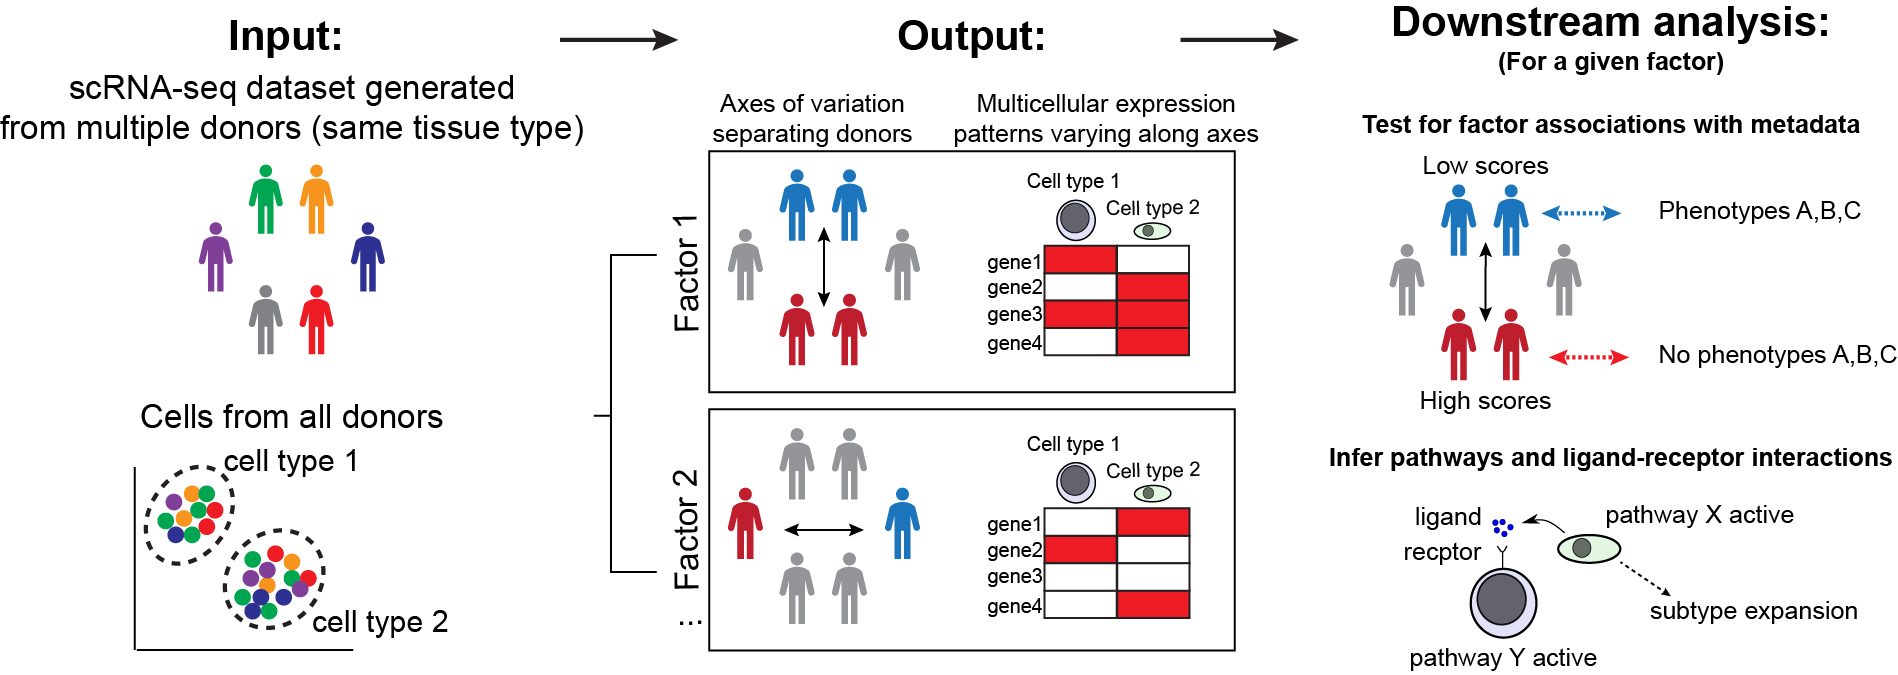 Input:
scRNA-seq dataset generated
from multiple donors (same tissue type)
Cells from all donors
cell type 1
cell type 2
Output:
Axes of variation
separating donors
Multicellular expression
patterns varying along axes
Factor 1
Cell type 1
Cell type 2
gene1
gene2
gene3
gene4
Factor 2
...
Cell type 1
Cell type 2
gene1
gene2
gene3
gene4
Downstream analysis:
(For a given factor)
Test for factor associations with metadata
Low scores
Phenotypes A,B,C
No phenotypes A,B,C
High scores
Infer pathways and ligand-receptor interactions
ligand
recptor
pathway X active
subtype expansion
pathway Y active